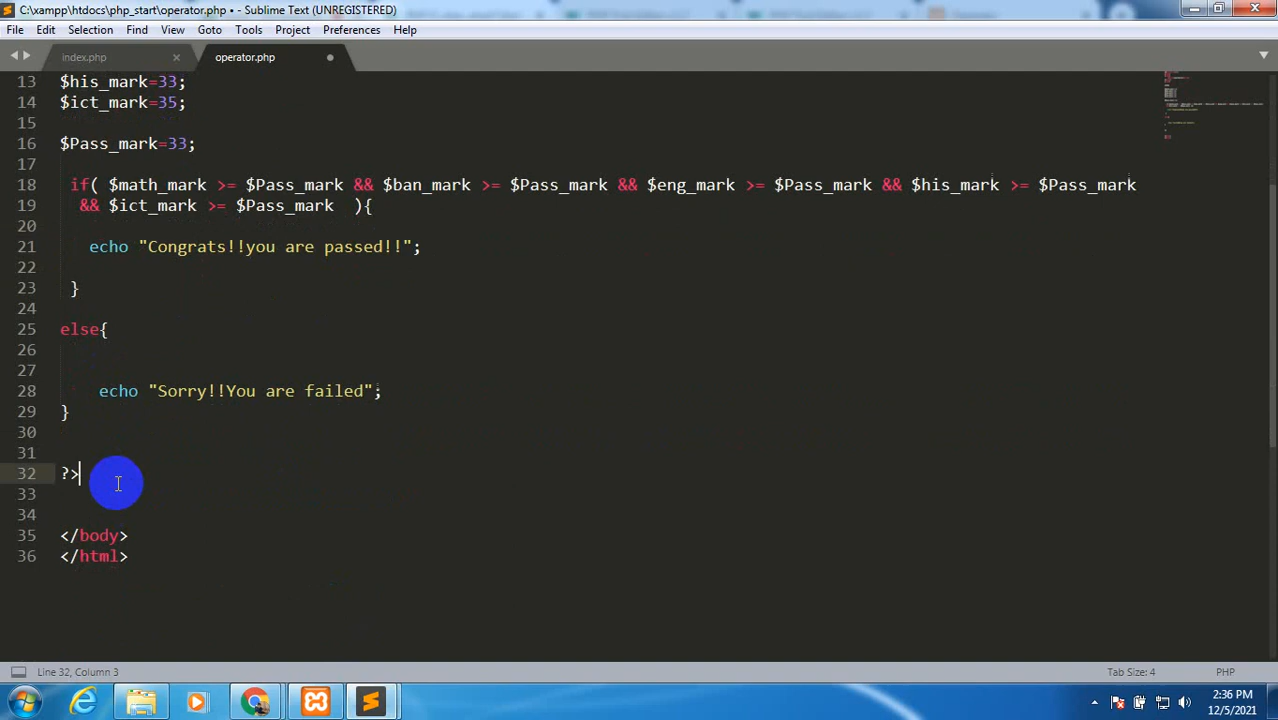 C:\xampp\htdocs\php_start\operator.php • - Sublime Text (UNREGISTERED)
File Edit Selection Find View Goto Tools Project Preferences Help
index.php operator.php
13 $his_mark=33;
14 $ict_mark=35;
15
16 $Pass_mark=33;
17
18 if( $math_mark >= $Pass_mark && $ban_mark >= $Pass_mark && $eng_mark >= $Pass_mark && $his_mark >= $Pass_mark
19 && $ict_mark >= $Pass_mark ){
20
21 echo "Congrats!!you are passed!!";
22
23 }
24
25 else{
26
27
28 echo "Sorry!!You are failed";
29 }
30
31
32 ?>
33
34
35 </body>
36 </html>
Line 32, Column 3 Tab Size: 4 PHP
2:36 PM
12/5/2021